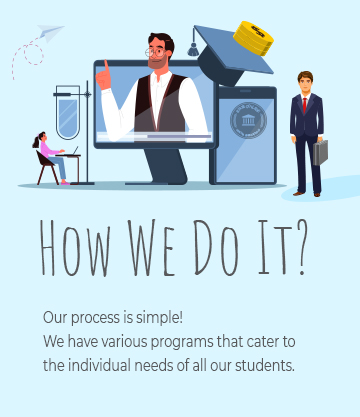 How We Do It?
Our process is simple!
We have various programs that cater to
the individual needs of all our students.